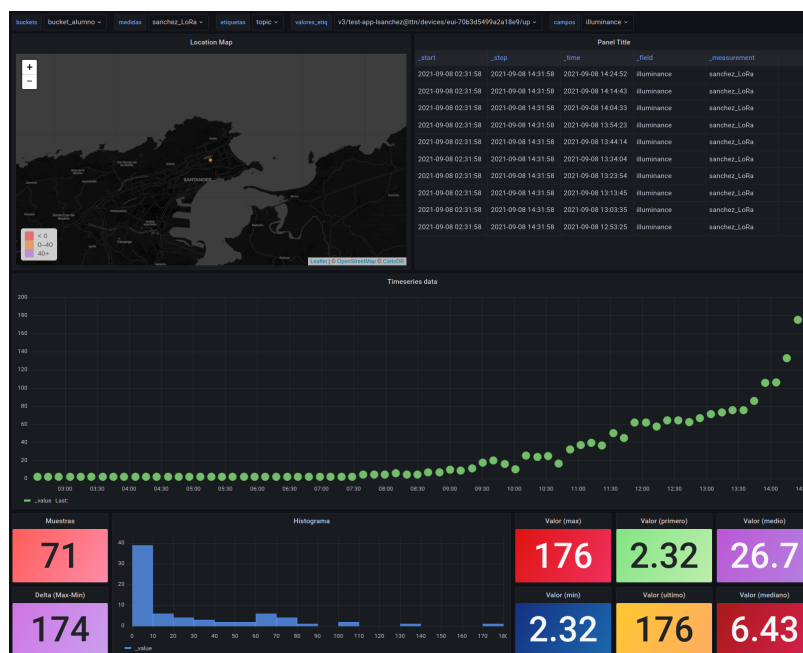 buckets bucket_alumno medidas sanchez_LoRa etiquetas topic valores_etiq v3/test-app-lsanchez@ttn/devices/eui-70b3d5499a2a18e9/up campos illuminance
Location Map
+
−
SANTANDER
< 0
0–40
40+
Leaflet | © OpenStreetMap © CartoDB
Panel Title
_start _stop _time _field _measurement
2021-09-08 02:31:58 2021-09-08 14:31:58 2021-09-08 14:24:52 illuminance sanchez_LoRa
2021-09-08 02:31:58 2021-09-08 14:31:58 2021-09-08 14:14:43 illuminance sanchez_LoRa
2021-09-08 02:31:58 2021-09-08 14:31:58 2021-09-08 14:04:33 illuminance sanchez_LoRa
2021-09-08 02:31:58 2021-09-08 14:31:58 2021-09-08 13:54:23 illuminance sanchez_LoRa
2021-09-08 02:31:58 2021-09-08 14:31:58 2021-09-08 13:44:14 illuminance sanchez_LoRa
2021-09-08 02:31:58 2021-09-08 14:31:58 2021-09-08 13:34:04 illuminance sanchez_LoRa
2021-09-08 02:31:58 2021-09-08 14:31:58 2021-09-08 13:23:54 illuminance sanchez_LoRa
2021-09-08 02:31:58 2021-09-08 14:31:58 2021-09-08 13:13:45 illuminance sanchez_LoRa
2021-09-08 02:31:58 2021-09-08 14:31:58 2021-09-08 13:03:35 illuminance sanchez_LoRa
2021-09-08 02:31:58 2021-09-08 14:31:58 2021-09-08 12:53:25 illuminance sanchez_LoRa
Timeseries data
200
180
160
140
120
100
80
60
40
20
0
03:00 03:30 04:00 04:30 05:00 05:30 06:00 06:30 07:00 07:30 08:00 08:30 09:00 09:30 10:00 10:30 11:00 11:30 12:00 12:30 13:00 13:30 14:00 14
_value Last:
Muestras
71
Delta (Max-Min)
174
Histograma
40
30
20
10
0
0 10 20 30 40 50 60 70 80 90 100 110 120 130 140 150 160 170 18
_value
Valor (max) Valor (primero) Valor (medio)
176 2.32 26.7
Valor (min) Valor (ultimo) Valor (mediano)
2.32 176 6.43